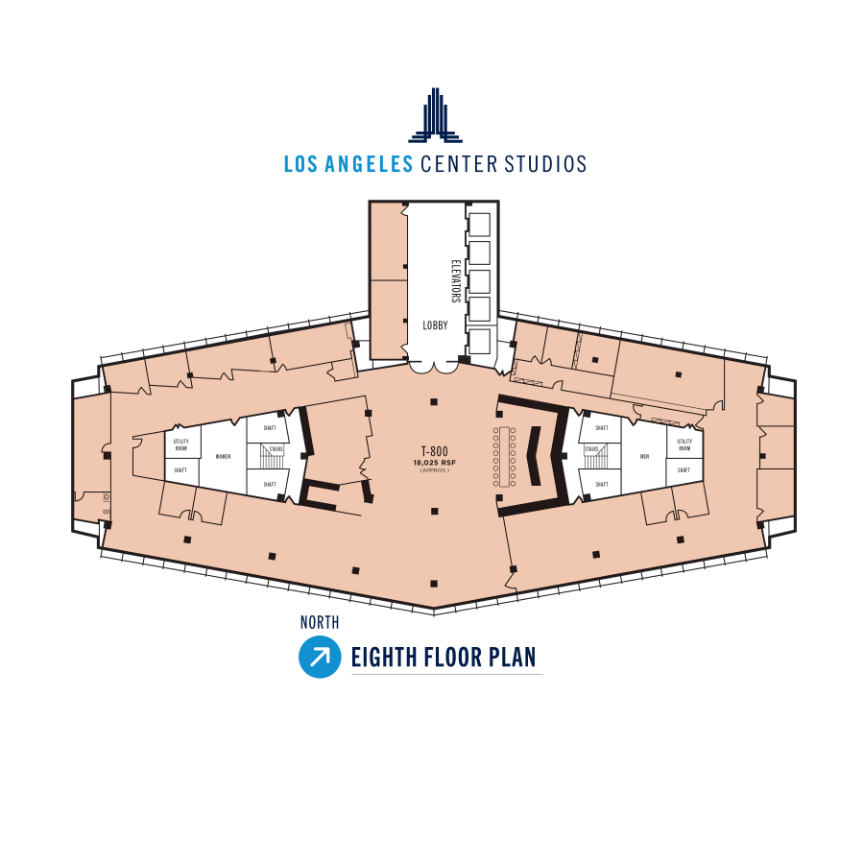 LOS ANGELES CENTER STUDIOS
ELEVATORS
LOBBY
SHAFT
UTILITY
ROOM
WOMEN
STAIRS
SHAFT
SHAFT
T-800
18,025 RSF
(APPROX.)
SHAFT
STAIRS
MEN
UTILITY
ROOM
SHAFT
SHAFT
NORTH
EIGHTH FLOOR PLAN